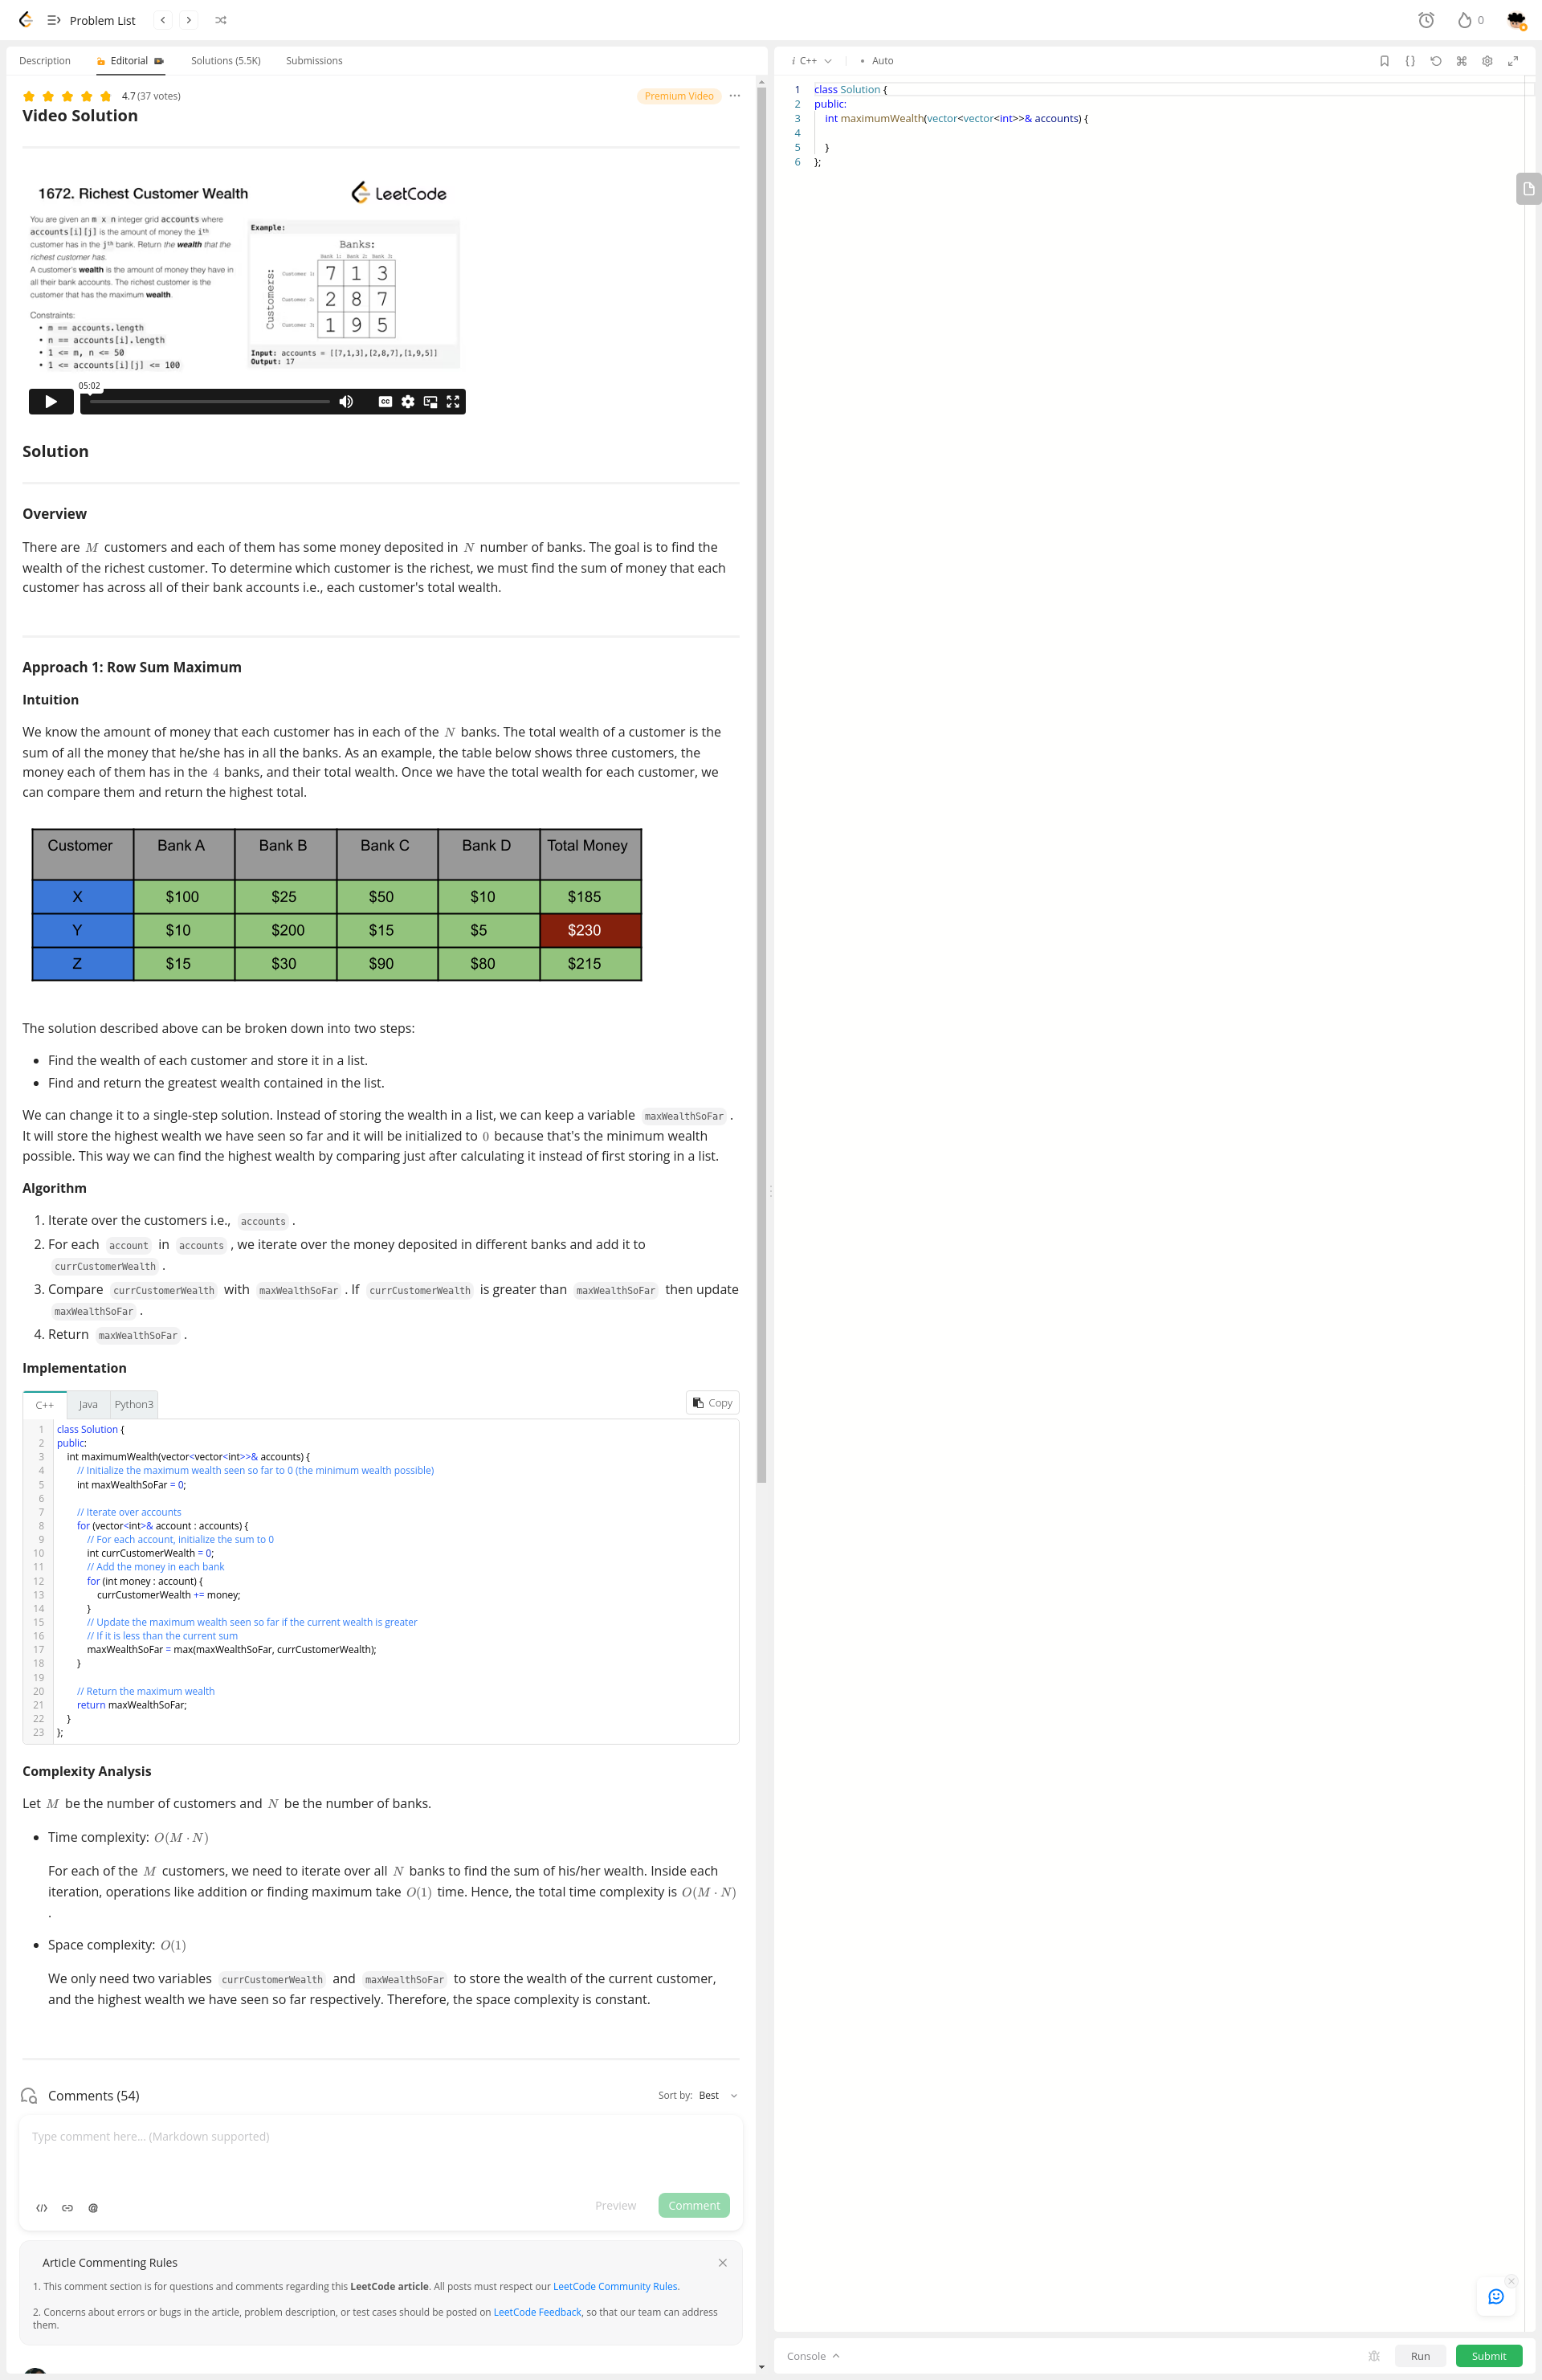 Problem List
0
Description
Editorial
Solutions (5.5K)
Submissions
4.7 (37 votes)
Premium Video
Video Solution
1672. Richest Customer Wealth
LeetCode
You are given an m x n integer grid accounts where
accounts[i][j] is the amount of money the iᵗʰ
customer has in the jᵗʰ bank. Return the wealth that the
richest customer has.
A customer's wealth is the amount of money they have in
all their bank accounts. The richest customer is the
customer that has the maximum wealth.
Constraints:
• m == accounts.length
• n == accounts[i].length
• 1 <= m, n <= 50
• 1 <= accounts[i][j] <= 100
Example:
Banks:
Bank 1: Bank 2: Bank 3:
Customers:
Customer 1: 7 1 3
Customer 2: 2 8 7
Customer 3: 1 9 5
Input: accounts = [[7,1,3],[2,8,7],[1,9,5]]
Output: 17
05:02
CC
Solution
Overview
There are M customers and each of them has some money deposited in N number of banks. The goal is to find the
wealth of the richest customer. To determine which customer is the richest, we must find the sum of money that each
customer has across all of their bank accounts i.e., each customer's total wealth.
Approach 1: Row Sum Maximum
Intuition
We know the amount of money that each customer has in each of the N banks. The total wealth of a customer is the
sum of all the money that he/she has in all the banks. As an example, the table below shows three customers, the
money each of them has in the 4 banks, and their total wealth. Once we have the total wealth for each customer, we
can compare them and return the highest total.
Customer Bank A Bank B Bank C Bank D Total Money
X $100 $25 $50 $10 $185
Y $10 $200 $15 $5 $230
Z $15 $30 $90 $80 $215
The solution described above can be broken down into two steps:
• Find the wealth of each customer and store it in a list.
• Find and return the greatest wealth contained in the list.
We can change it to a single-step solution. Instead of storing the wealth in a list, we can keep a variable maxWealthSoFar .
It will store the highest wealth we have seen so far and it will be initialized to 0 because that's the minimum wealth
possible. This way we can find the highest wealth by comparing just after calculating it instead of first storing in a list.
Algorithm
1. Iterate over the customers i.e., accounts .
2. For each account in accounts , we iterate over the money deposited in different banks and add it to
currCustomerWealth .
3. Compare currCustomerWealth with maxWealthSoFar . If currCustomerWealth is greater than maxWealthSoFar then update
maxWealthSoFar .
4. Return maxWealthSoFar .
Implementation
C++
Java
Python3
Copy
1 class Solution {
2 public:
3 int maximumWealth(vector<vector<int>>& accounts) {
4 // Initialize the maximum wealth seen so far to 0 (the minimum wealth possible)
5 int maxWealthSoFar = 0;
6
7 // Iterate over accounts
8 for (vector<int>& account : accounts) {
9 // For each account, initialize the sum to 0
10 int currCustomerWealth = 0;
11 // Add the money in each bank
12 for (int money : account) {
13 currCustomerWealth += money;
14 }
15 // Update the maximum wealth seen so far if the current wealth is greater
16 // If it is less than the current sum
17 maxWealthSoFar = max(maxWealthSoFar, currCustomerWealth);
18 }
19
20 // Return the maximum wealth
21 return maxWealthSoFar;
22 }
23 };
Complexity Analysis
Let M be the number of customers and N be the number of banks.
• Time complexity: O(M · N)
For each of the M customers, we need to iterate over all N banks to find the sum of his/her wealth. Inside each
iteration, operations like addition or finding maximum take O(1) time. Hence, the total time complexity is O(M · N)
.
• Space complexity: O(1)
We only need two variables currCustomerWealth and maxWealthSoFar to store the wealth of the current customer,
and the highest wealth we have seen so far respectively. Therefore, the space complexity is constant.
Comments (54)
Sort by: Best
Type comment here... (Markdown supported)
Preview
Comment
Article Commenting Rules
1. This comment section is for questions and comments regarding this LeetCode article. All posts must respect our LeetCode Community Rules.
2. Concerns about errors or bugs in the article, problem description, or test cases should be posted on LeetCode Feedback, so that our team can address
them.
i C++
• Auto
1 class Solution {
2 public:
3 int maximumWealth(vector<vector<int>>& accounts) {
4
5 }
6 };
Console
Run
Submit